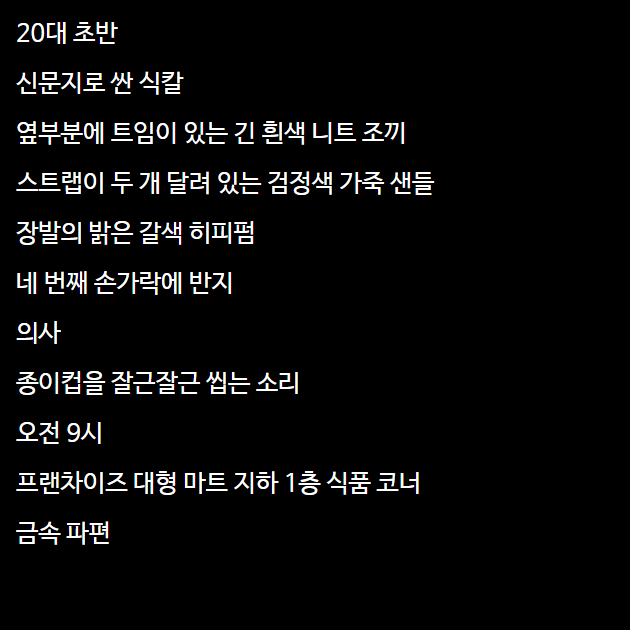 20대 초반
신문지로 싼 식칼
옆부분에 트임이 있는 긴 흰색 니트 조끼
스트랩이 두 개 달려 있는 검정색 가죽 샌들
장발의 밝은 갈색 히피펌
네 번째 손가락에 반지
의사
종이컵을 잘근잘근 씹는 소리
오전 9시
프랜차이즈 대형 마트 지하 1층 식품 코너
금속 파편